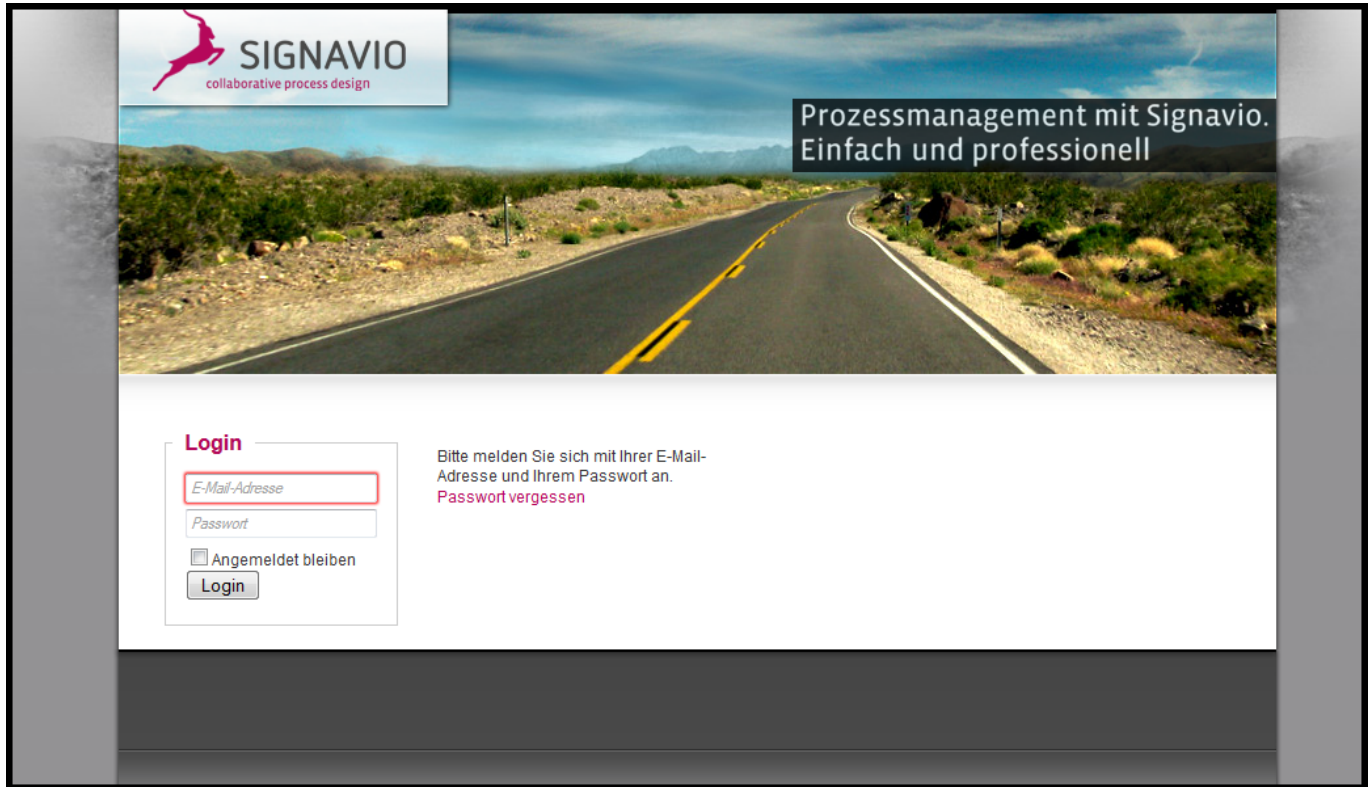 SIGNAVIO
collaborative process design
Prozessmanagement mit Signavio.
Einfach und professionell
Login
E-Mail-Adresse
Passwort
Angemeldet bleiben
Login
Bitte melden Sie sich mit Ihrer E-Mail-
Adresse und Ihrem Passwort an.
Passwort vergessen